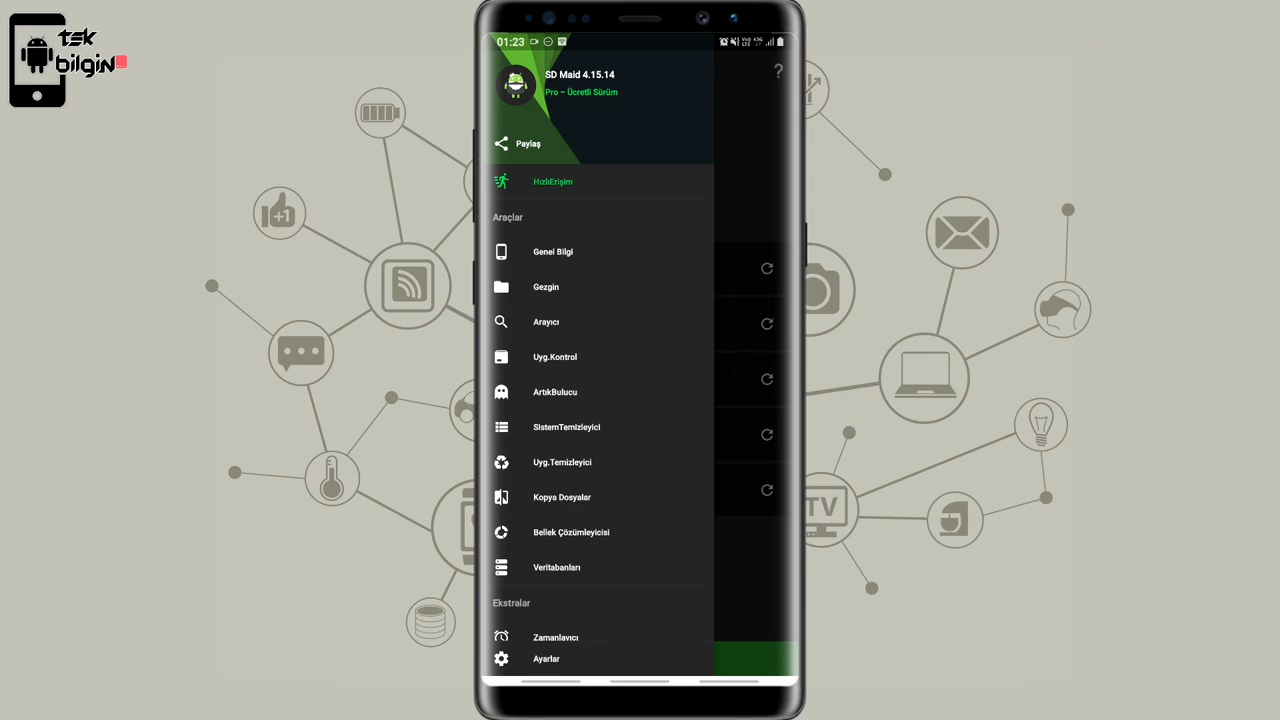 tek
bilgin
01:23
SD Maid 4.15.14
Pro – Ücretli Sürüm
?
Paylaş
HızlıErişim
Araçlar
Genel Bilgi
Gezgin
Arayıcı
Uyg.Kontrol
ArtıkBulucu
SistemTemizleyici
Uyg.Temizleyici
Kopya Dosyalar
Bellek Çözümleyicisi
Veritabanları
Ekstralar
Zamanlayıcı
Ayarlar
+1
TV